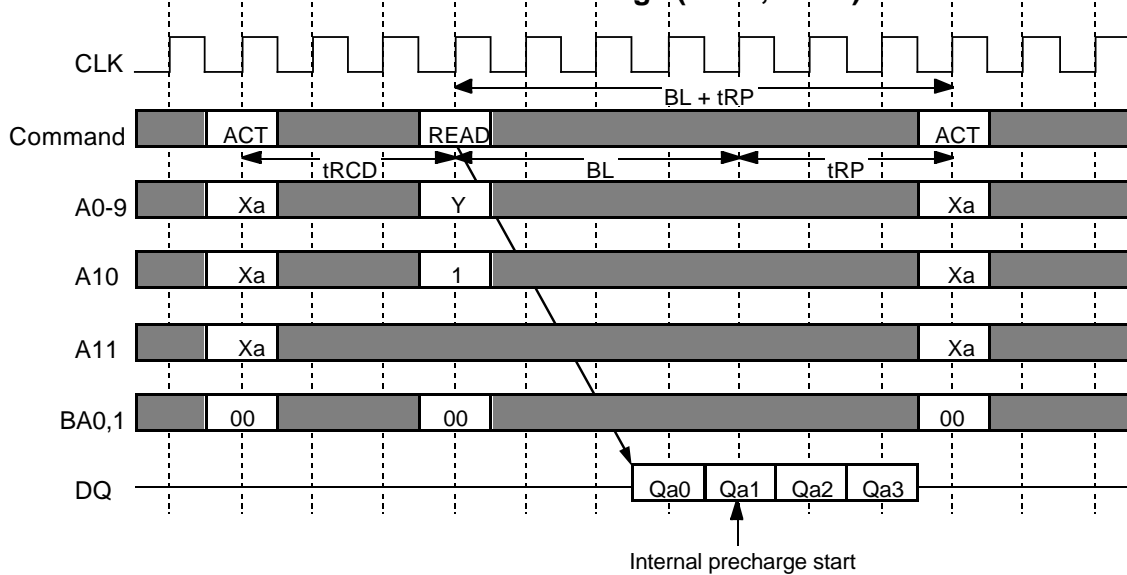 CLK
BL + tRP
Command ACT READ ACT
tRCD BL tRP
A0-9 Xa Y Xa
A10 Xa 1 Xa
A11 Xa Xa
BA0,1 00 00 00
DQ Qa0 Qa1 Qa2 Qa3
Internal precharge start